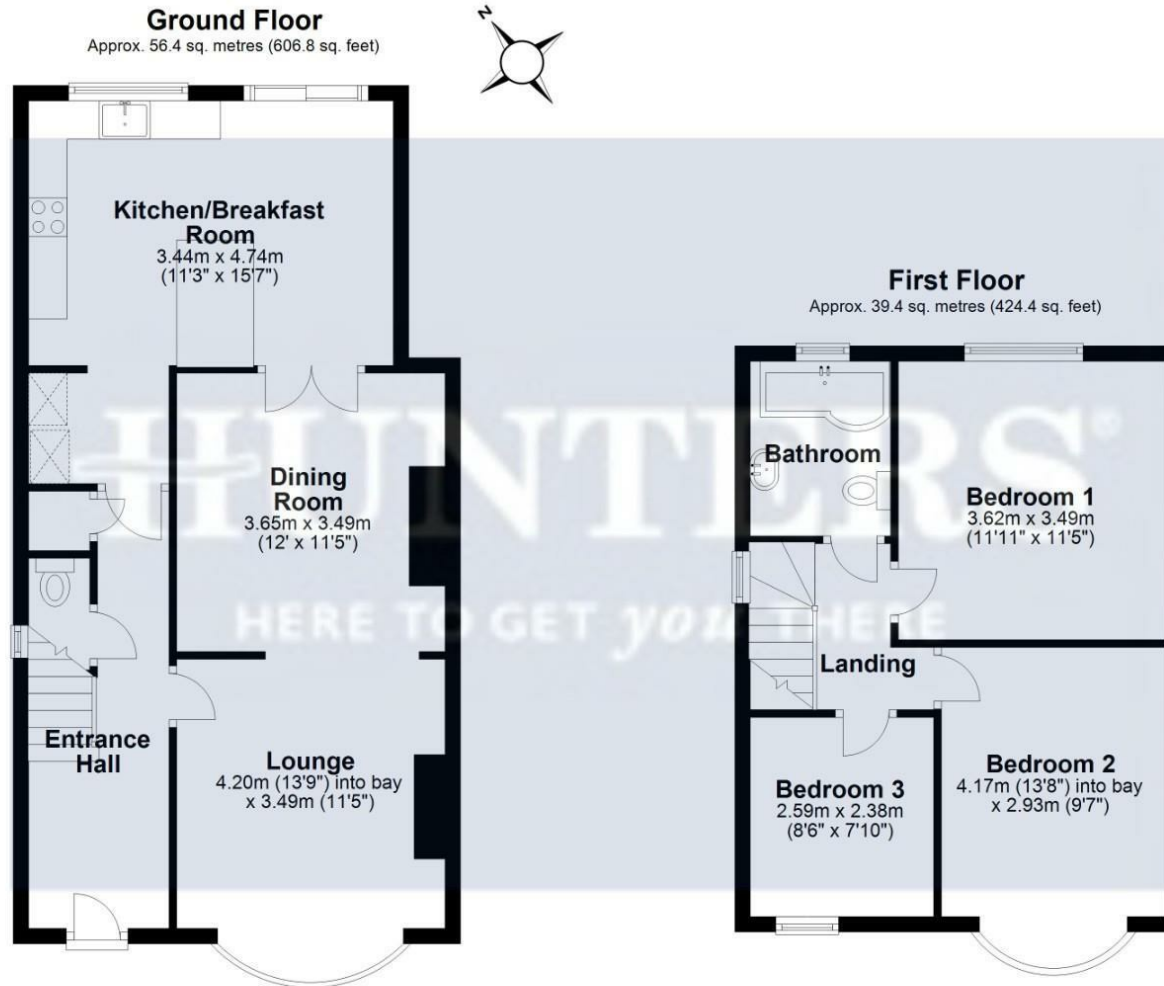 Ground Floor
Approx. 56.4 sq. metres (606.8 sq. feet)
N
Kitchen/Breakfast
Room
3.44m x 4.74m
(11'3" x 15'7")
Dining
Room
3.65m x 3.49m
(12' x 11'5")
Entrance
Hall
Lounge
4.20m (13'9") into bay
x 3.49m (11'5")
First Floor
Approx. 39.4 sq. metres (424.4 sq. feet)
Bathroom
Bedroom 1
3.62m x 3.49m
(11'11" x 11'5")
Landing
Bedroom 3
2.59m x 2.38m
(8'6" x 7'10")
Bedroom 2
4.17m (13'8") into bay
x 2.93m (9'7")
HUNTERS®
HERE TO GET you THERE